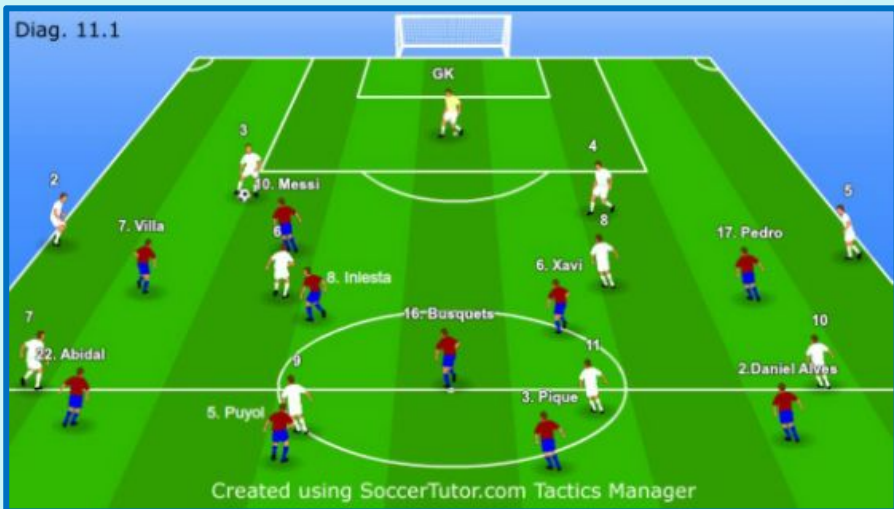 Diag. 11.1
GK
3
4
2
10. Messi
5
7. Villa
6
8
17. Pedro
8. Iniesta
6. Xavi
16. Busquets
7
10
22. Abidal
9
11
2.Daniel Alves
5. Puyol
3. Pique
Created using SoccerTutor.com Tactics Manager